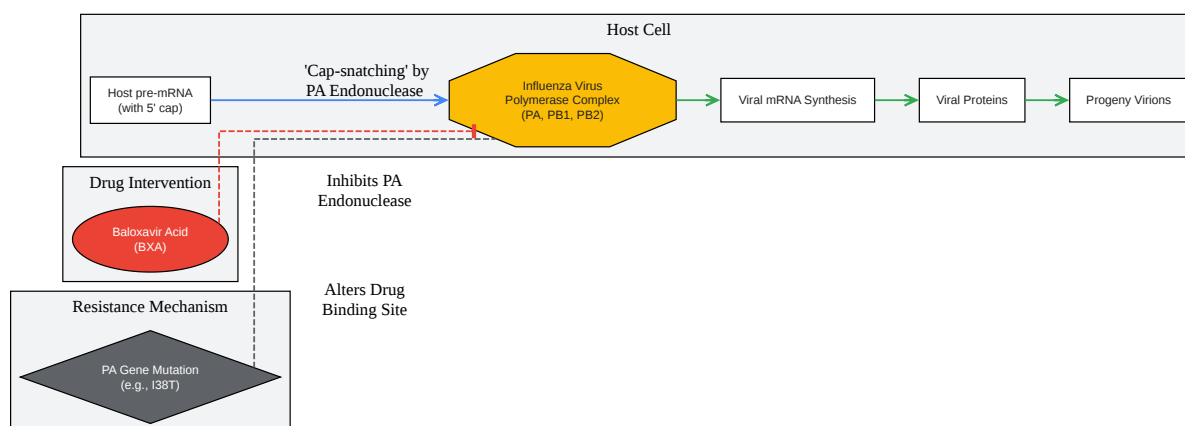 Host Cell
Host pre-mRNA
(with 5' cap)
'Cap-snatching' by
PA Endonuclease
Influenza Virus
Polymerase Complex
(PA, PB1, PB2)
Viral mRNA Synthesis
Viral Proteins
Progeny Virions
Drug Intervention
Baloxavir Acid
(BXA)
Inhibits PA
Endonuclease
Resistance Mechanism
PA Gene Mutation
(e.g., I38T)
Alters Drug
Binding Site